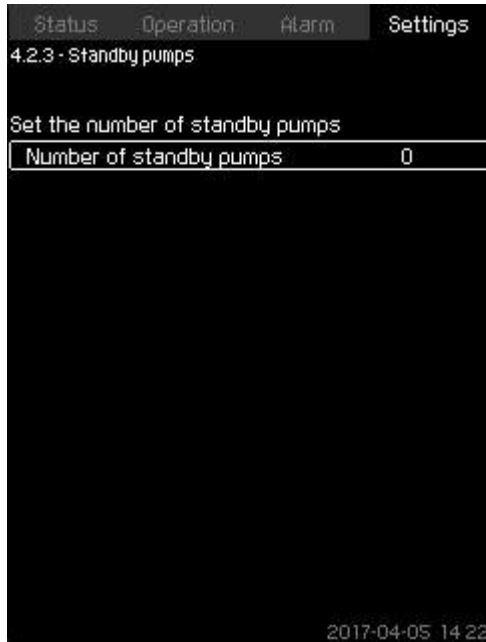 Status Operation Alarm Settings
4.2.3 - Standby pumps
Set the number of standby pumps
Number of standby pumps 0
2017-04-05 14:22